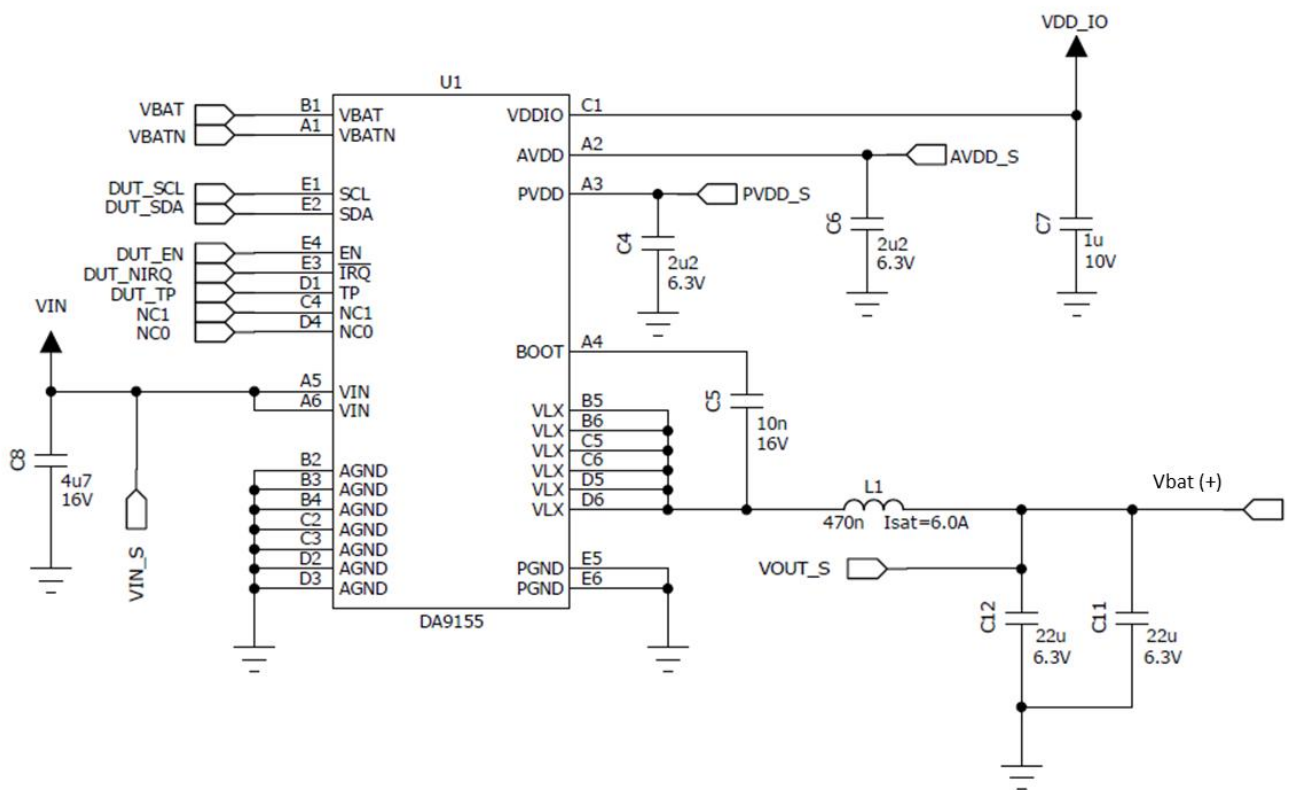 VDD_IO
U1
VBAT B1 VBAT VDDIO C1
VBATN A1 VBATN
AVDD A2 AVDD_S
DUT_SCL E1 SCL PVDD A3 PVDD_S
DUT_SDA E2 SDA
C6
2u2
6.3V
C7
1u
10V
C4
2u2
6.3V
DUT_EN E4 EN
DUT_NIRQ E3 IRQ
DUT_TP D1 TP
NC1 C4 NC1
NC0 D4 NC0
VIN
BOOT A4
A5 VIN
A6 VIN
C5
10n
16V
VLX B5
VLX B6
VLX C5
VLX C6
VLX D5
VLX D6
C8
4u7
16V
B2 AGND
B3 AGND
B4 AGND
C2 AGND
C3 AGND
D2 AGND
D3 AGND
VIN_S
L1
470n Isat=6.0A
Vbat (+)
PGND E5
PGND E6
VOUT_S
DA9155
C12
22u
6.3V
C11
22u
6.3V